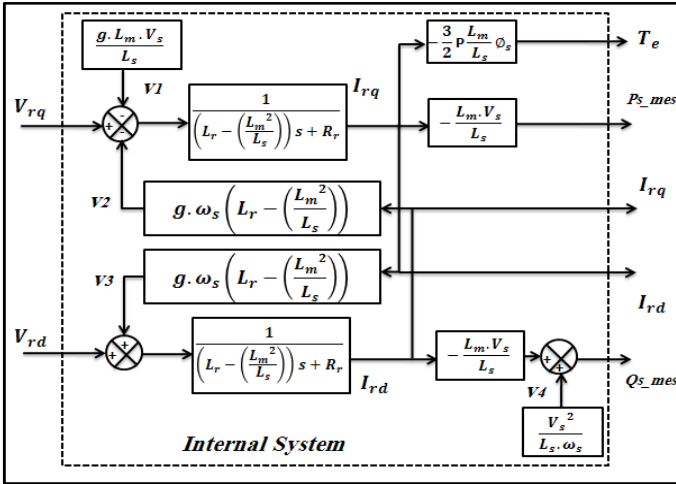 g.Lₘ.Vₛ / Lₛ
V1
− 3/2 P Lₘ/Lₛ ∅ₛ
Tₑ
Vrq
+ - -
1 / ((Lᵣ − (Lₘ²/Lₛ)) s + Rᵣ)
Irq
− Lₘ.Vₛ / Lₛ
Ps_mes
V2
g.ωₛ (Lᵣ − (Lₘ²/Lₛ))
Irq
V3
g.ωₛ (Lᵣ − (Lₘ²/Lₛ))
Ird
Vrd
+ +
1 / ((Lᵣ − (Lₘ²/Lₛ)) s + Rᵣ)
Ird
− Lₘ.Vₛ / Lₛ
+ +
Qs_mes
V4
Vₛ² / Lₛ.ωₛ
Internal System